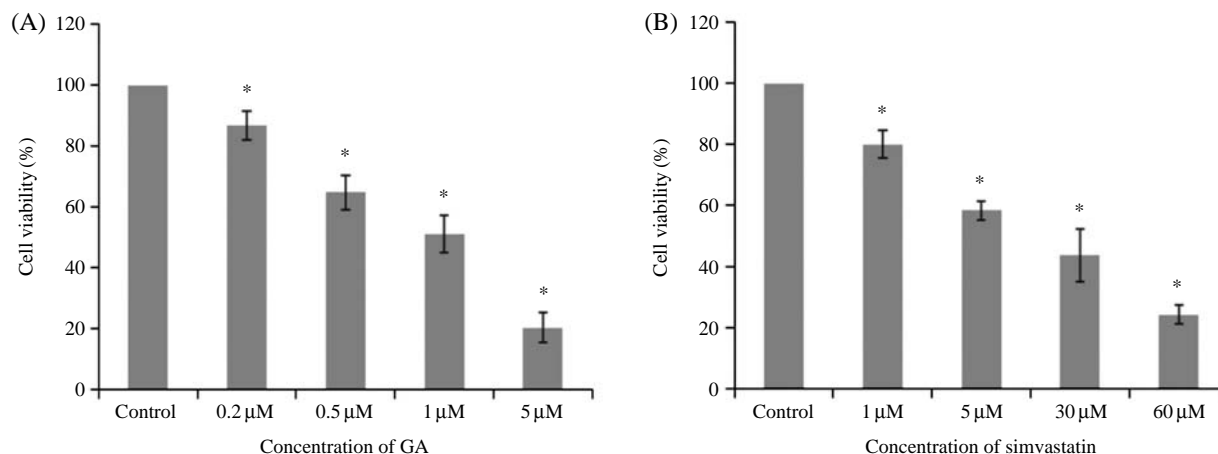 (A)
120
100
80
60
40
20
0
Cell viability (%)
*
*
*
*
Control
0.2 μM
0.5 μM
1 μM
5 μM
Concentration of GA
(B)
120
100
80
60
40
20
0
Cell viability (%)
*
*
*
*
Control
1 μM
5 μM
30 μM
60 μM
Concentration of simvastatin